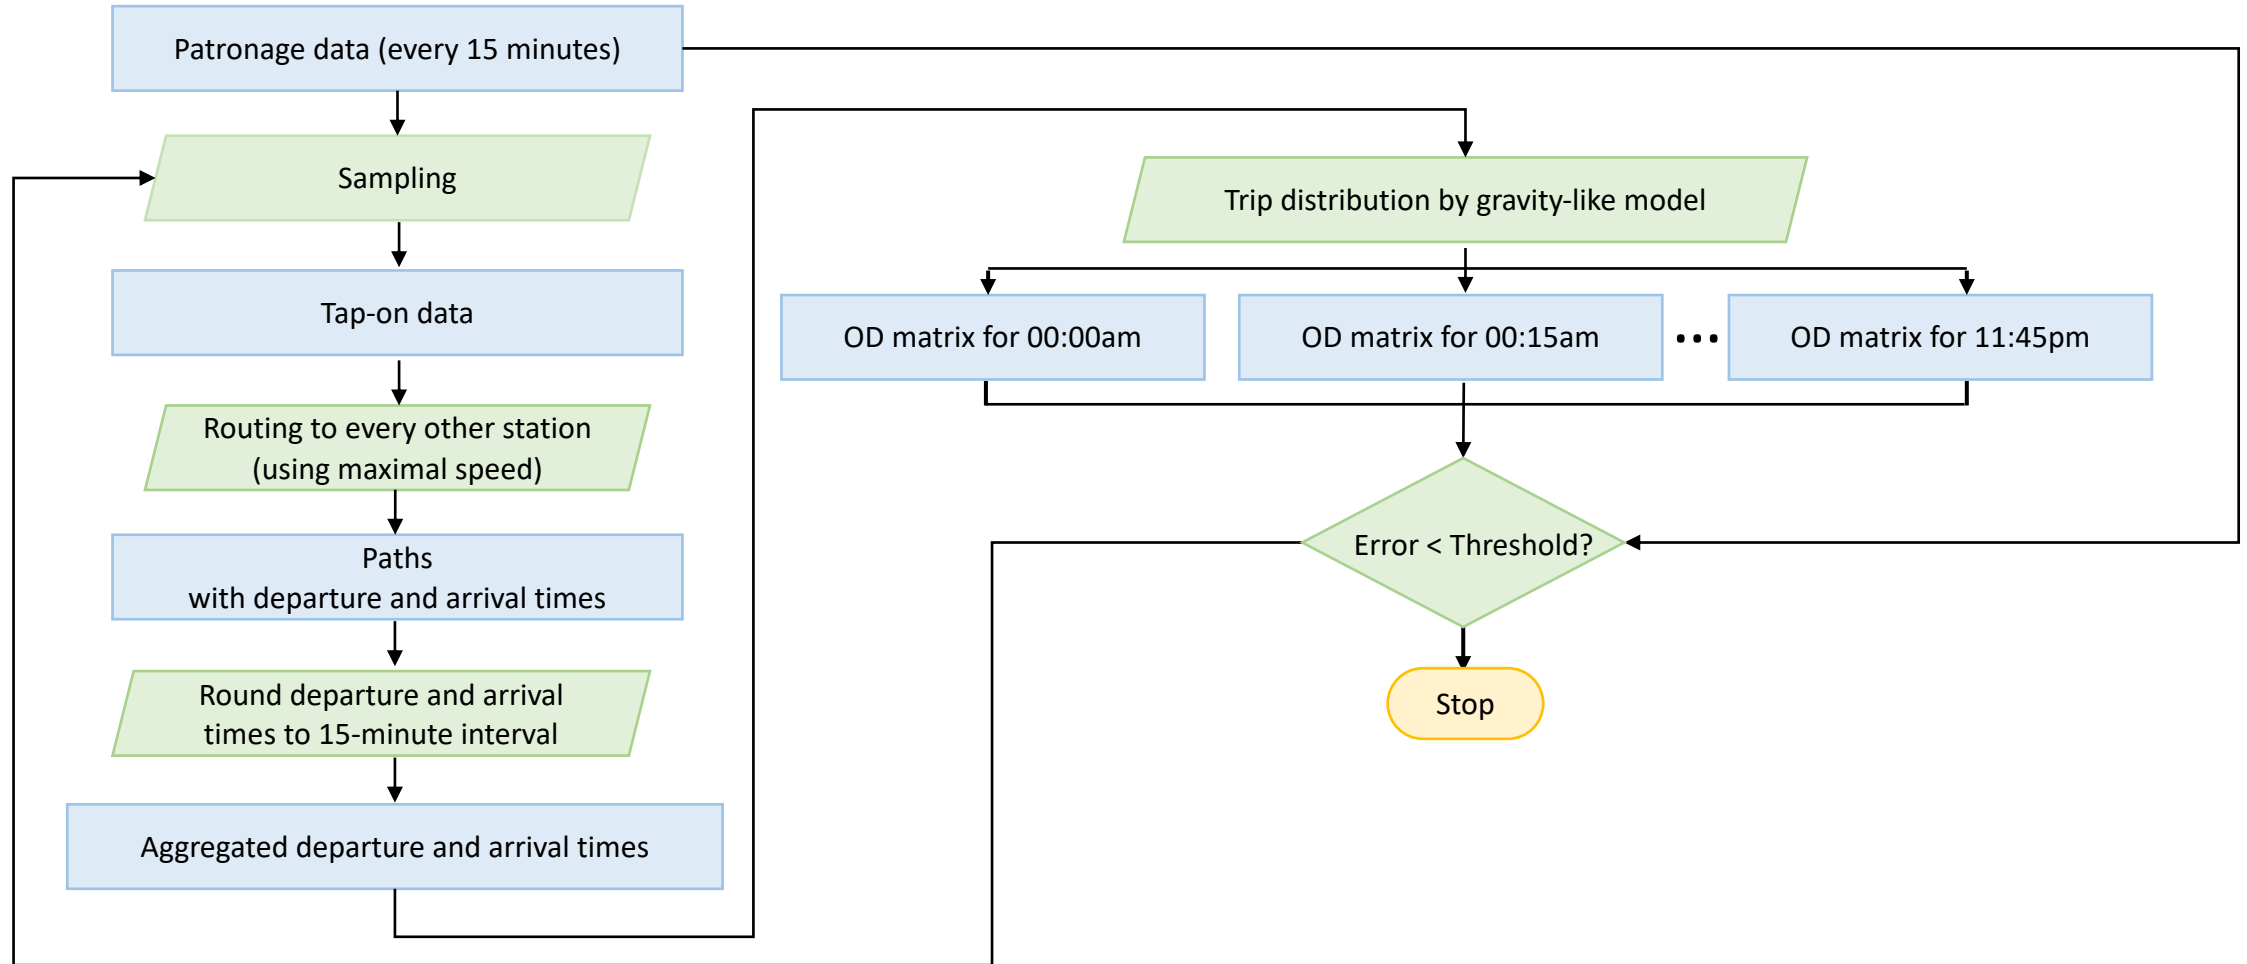 Patronage data (every 15 minutes)
Sampling
Tap-on data
Routing to every other station
(using maximal speed)
Paths
with departure and arrival times
Round departure and arrival
times to 15-minute interval
Aggregated departure and arrival times
Trip distribution by gravity-like model
OD matrix for 00:00am
OD matrix for 00:15am
...
OD matrix for 11:45pm
Error < Threshold?
Stop